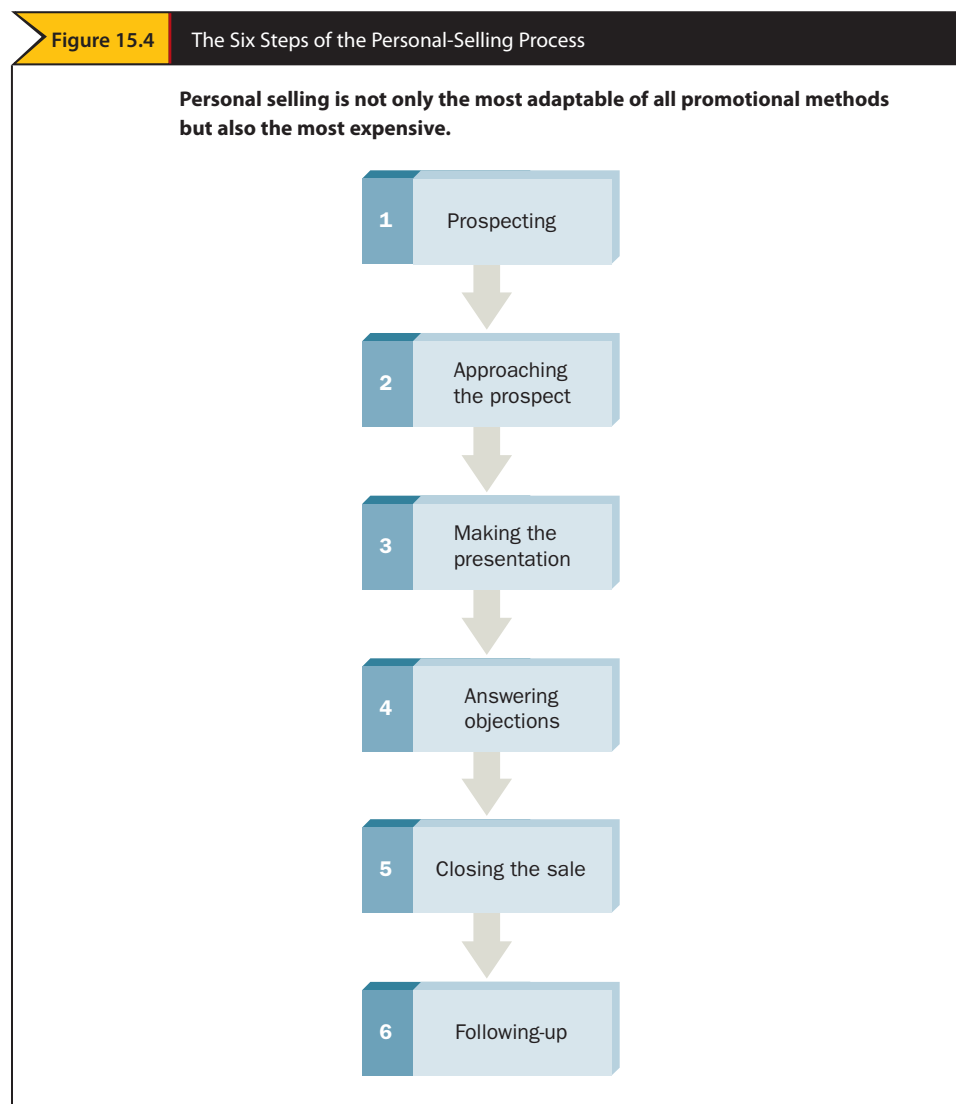 Figure 15.4 The Six Steps of the Personal-Selling Process
Personal selling is not only the most adaptable of all promotional methods
but also the most expensive.
1 Prospecting
2 Approaching
the prospect
3 Making the
presentation
4 Answering
objections
5 Closing the sale
6 Following-up